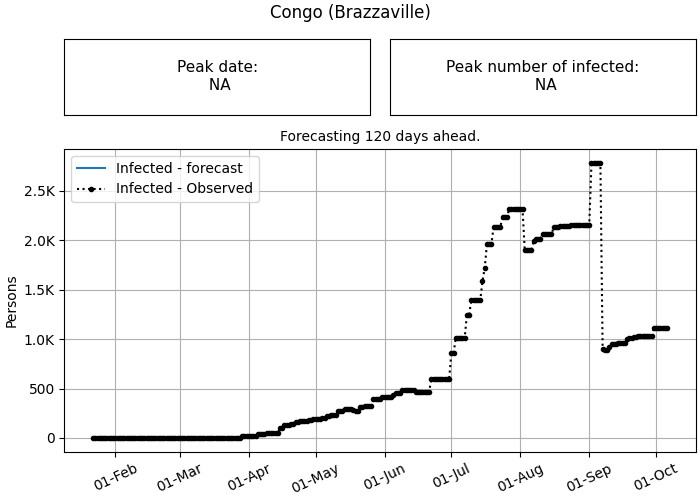 Congo (Brazzaville)
Peak date:
NA
Peak number of infected:
NA
Forecasting 120 days ahead.
Infected - forecast
Infected - Observed
Persons
2.5K
2.0K
1.5K
1.0K
500
0
01-Feb
01-Mar
01-Apr
01-May
01-Jun
01-Jul
01-Aug
01-Sep
01-Oct